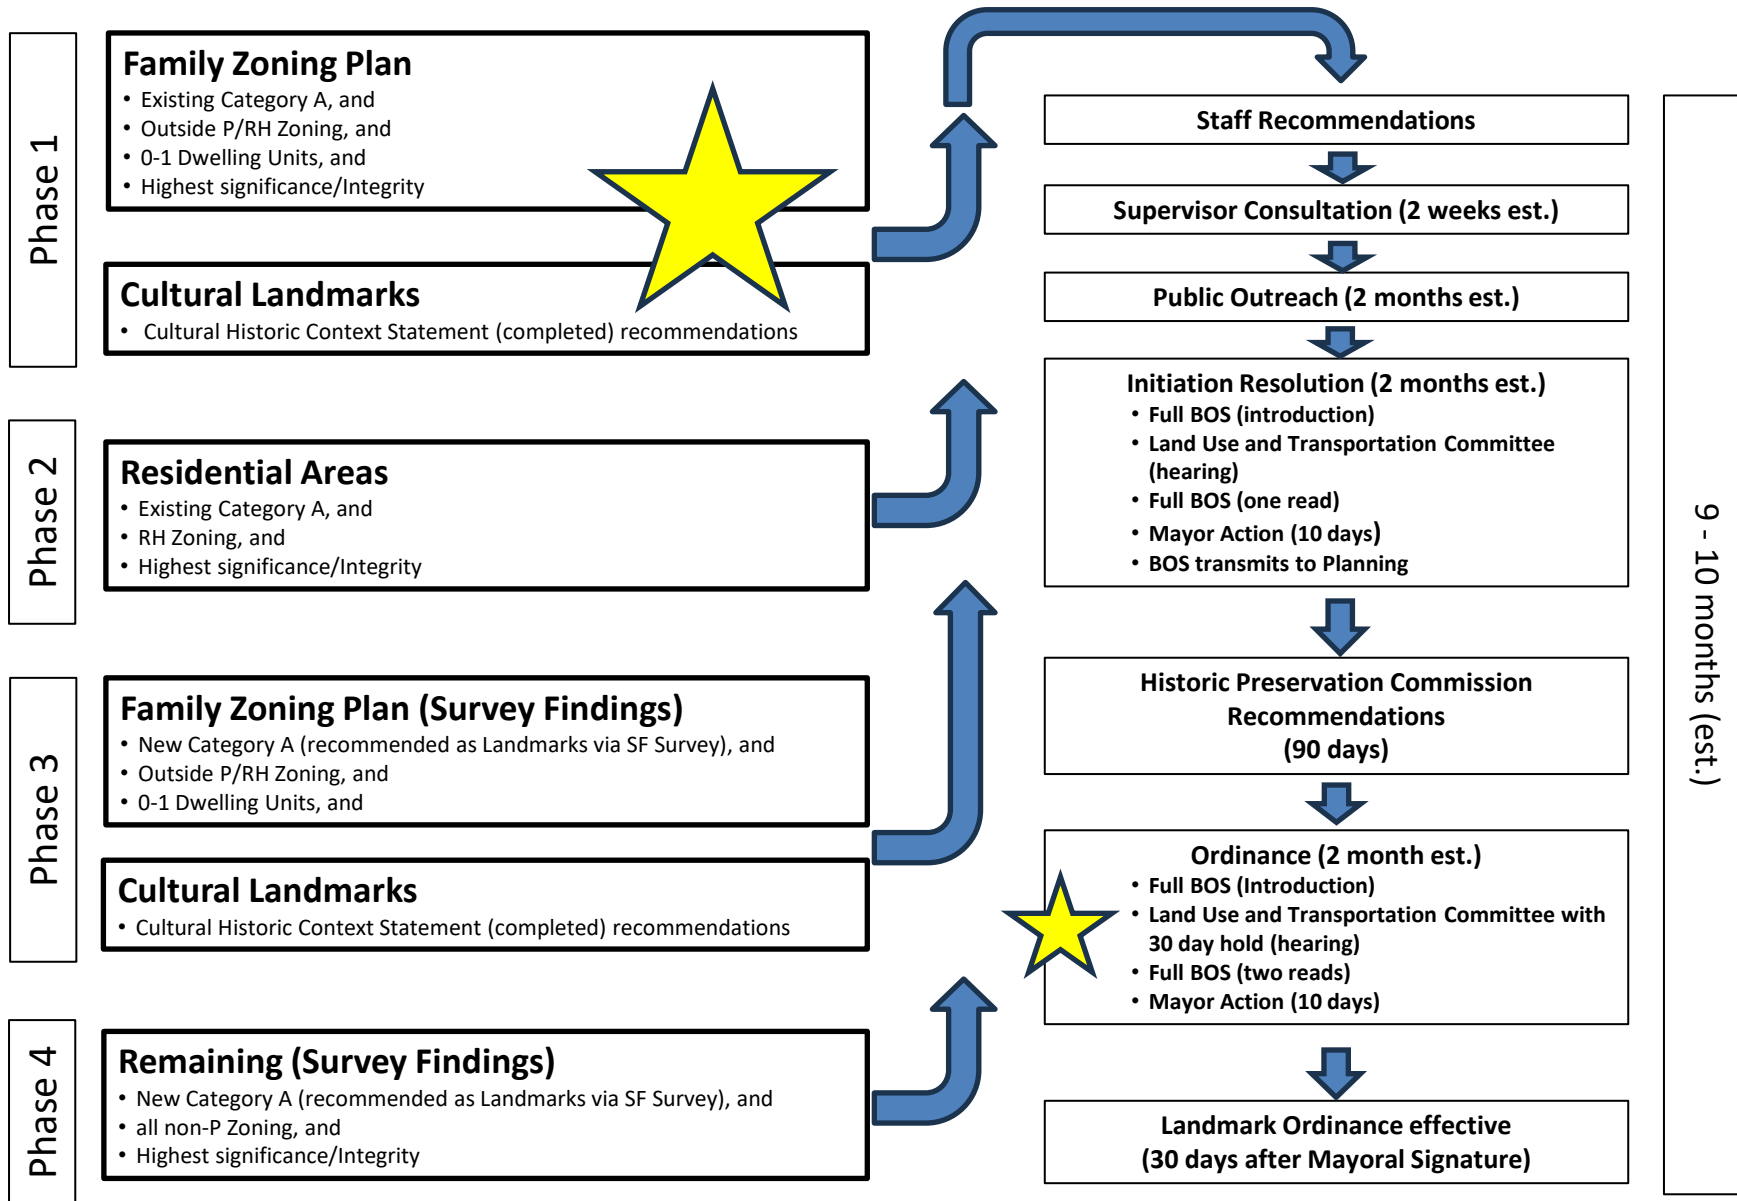 Phase 1
Family Zoning Plan
• Existing Category A, and
• Outside P/RH Zoning, and
• 0-1 Dwelling Units, and
• Highest significance/Integrity
Cultural Landmarks
• Cultural Historic Context Statement (completed) recommendations
Phase 2
Residential Areas
• Existing Category A, and
• RH Zoning, and
• Highest significance/Integrity
Phase 3
Family Zoning Plan (Survey Findings)
• New Category A (recommended as Landmarks via SF Survey), and
• Outside P/RH Zoning, and
• 0-1 Dwelling Units, and
Cultural Landmarks
• Cultural Historic Context Statement (completed) recommendations
Phase 4
Remaining (Survey Findings)
• New Category A (recommended as Landmarks via SF Survey), and
• all non-P Zoning, and
• Highest significance/Integrity
Staff Recommendations
Supervisor Consultation (2 weeks est.)
Public Outreach (2 months est.)
Initiation Resolution (2 months est.)
• Full BOS (introduction)
• Land Use and Transportation Committee
(hearing)
• Full BOS (one read)
• Mayor Action (10 days)
• BOS transmits to Planning
Historic Preservation Commission
Recommendations
(90 days)
Ordinance (2 month est.)
• Full BOS (Introduction)
• Land Use and Transportation Committee with
30 day hold (hearing)
• Full BOS (two reads)
• Mayor Action (10 days)
Landmark Ordinance effective
(30 days after Mayoral Signature)
9 - 10 months (est.)